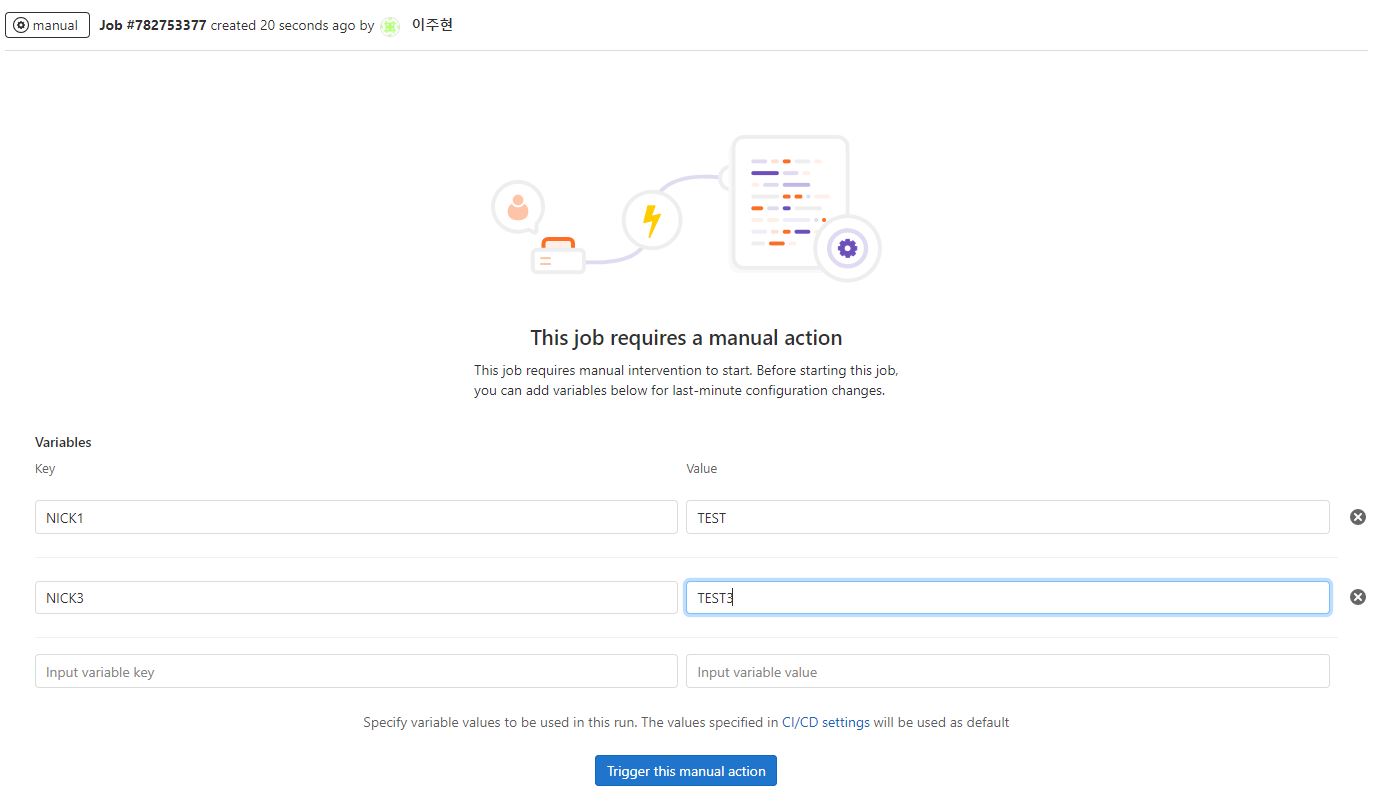 manual Job #782753377 created 20 seconds ago by 이주현
This job requires a manual action
This job requires manual intervention to start. Before starting this job,
you can add variables below for last-minute configuration changes.
Variables
Key Value
NICK1 TEST
NICK3 TEST3
Input variable key Input variable value
Specify variable values to be used in this run. The values specified in CI/CD settings will be used as default
Trigger this manual action